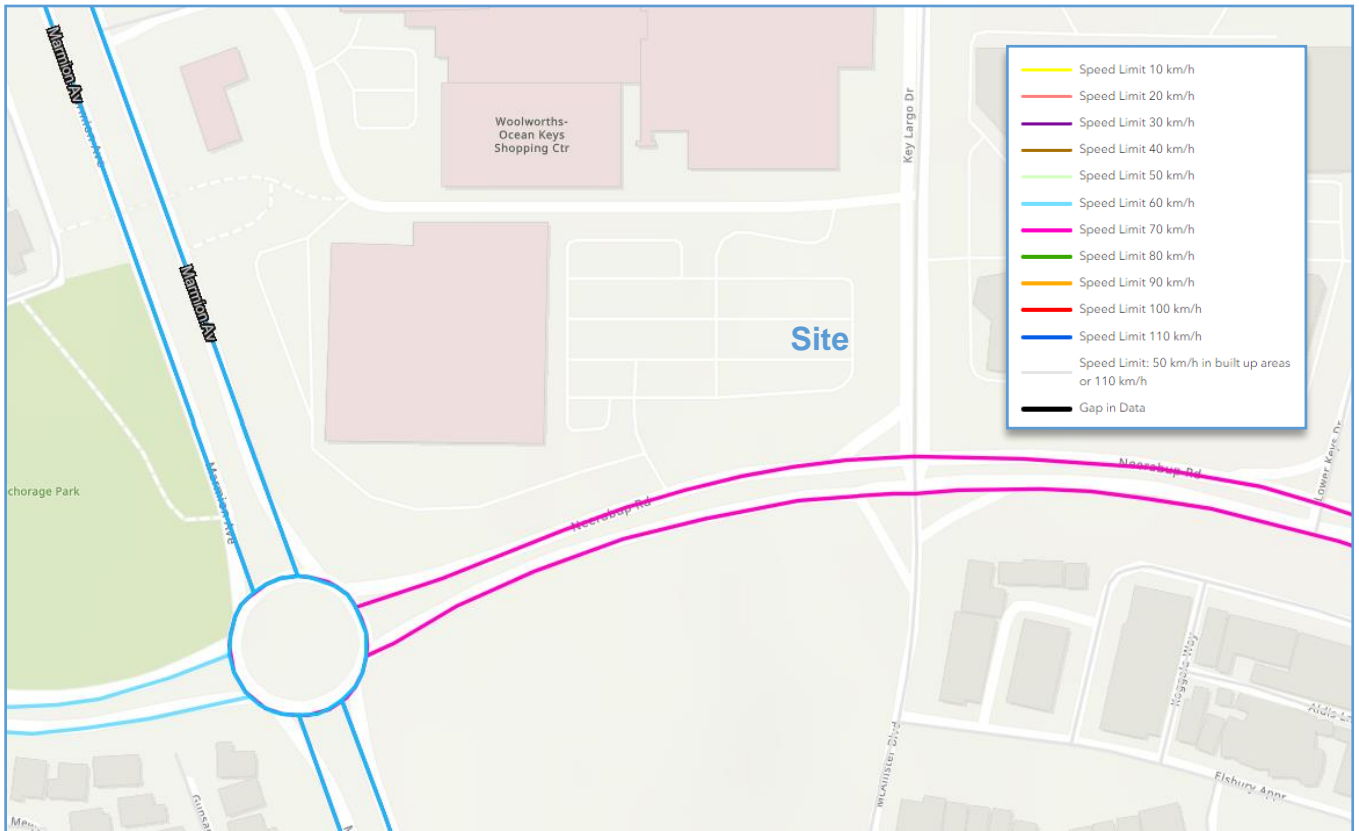 Marmion Av
Marmion Av
Marmion Ave
Woolworths-
Ocean Keys
Shopping Ctr
Key Largo Dr
Site
Speed Limit 10 km/h
Speed Limit 20 km/h
Speed Limit 30 km/h
Speed Limit 40 km/h
Speed Limit 50 km/h
Speed Limit 60 km/h
Speed Limit 70 km/h
Speed Limit 80 km/h
Speed Limit 90 km/h
Speed Limit 100 km/h
Speed Limit 110 km/h
Speed Limit: 50 km/h in built up areas
or 110 km/h
Gap in Data
chorage Park
Neerabup Rd
Neerabup Rd
Lower Keys Dr
McAllister Blvd
Koggala Way
Elsbury Appr